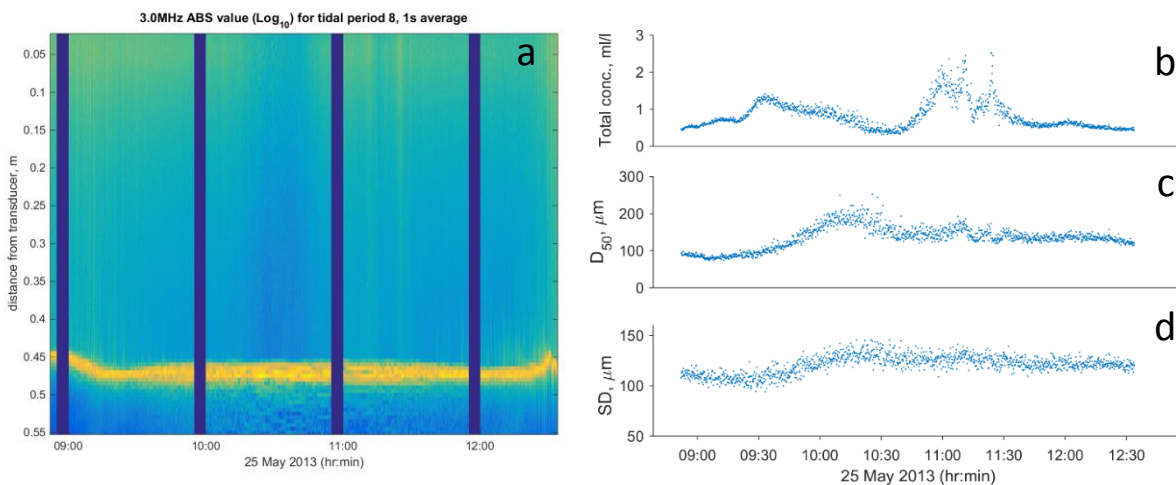 3.0MHz ABS value (Log10) for tidal period 8, 1s average
a
distance from transducer, m
0.05
0.1
0.15
0.2
0.25
0.3
0.35
0.4
0.45
0.5
0.55
09:00 10:00 11:00 12:00
25 May 2013 (hr:min)
b
Total conc., ml/l
3
2
1
0
c
D50, μm
300
200
100
0
d
SD, μm
150
100
50
09:00 09:30 10:00 10:30 11:00 11:30 12:00 12:30
25 May 2013 (hr:min)